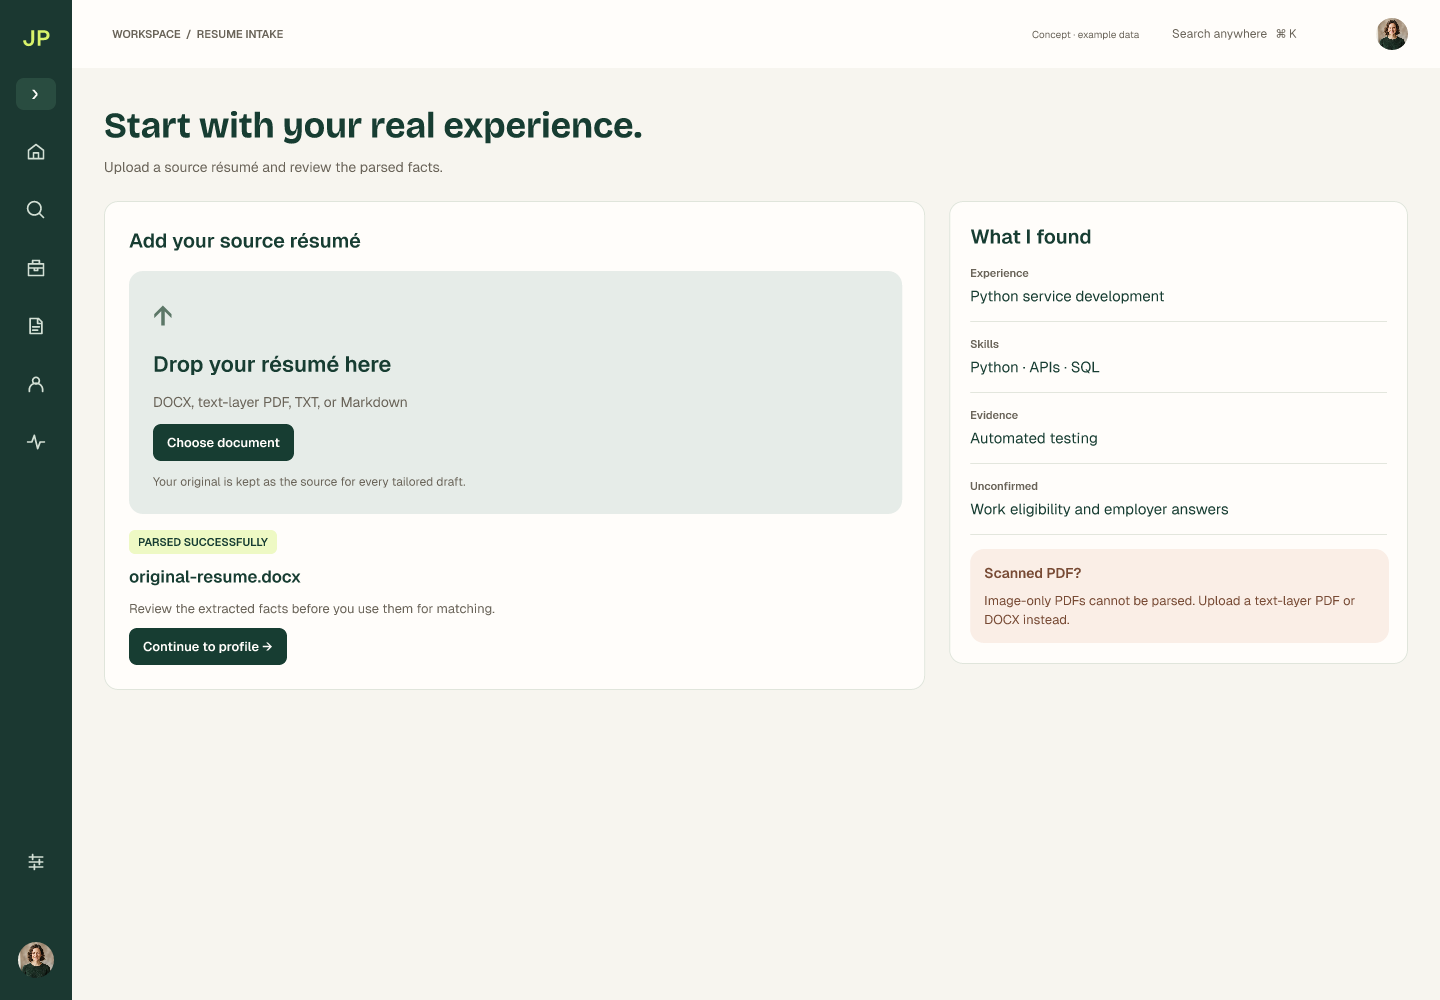 JP
WORKSPACE / RESUME INTAKE
Concept · example data
Search anywhere ⌘ K
Start with your real experience.
Upload a source résumé and review the parsed facts.
Add your source résumé
Drop your résumé here
DOCX, text-layer PDF, TXT, or Markdown
Choose document
Your original is kept as the source for every tailored draft.
PARSED SUCCESSFULLY
original-resume.docx
Review the extracted facts before you use them for matching.
Continue to profile →
What I found
Experience
Python service development
Skills
Python · APIs · SQL
Evidence
Automated testing
Unconfirmed
Work eligibility and employer answers
Scanned PDF?
Image-only PDFs cannot be parsed. Upload a text-layer PDF or
DOCX instead.